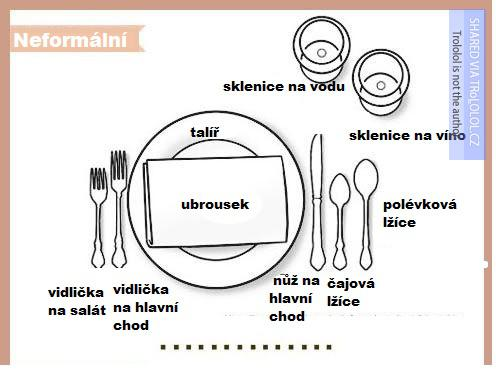 Neformální
SHARED VIA TRoLOLOL.CZ
Trololol is not the author
sklenice na vodu
sklenice na víno
talíř
ubrousek
polévková
lžíce
vidlička
na salát
vidlička
na hlavní
chod
nůž na
hlavní
chod
čajová
lžíce